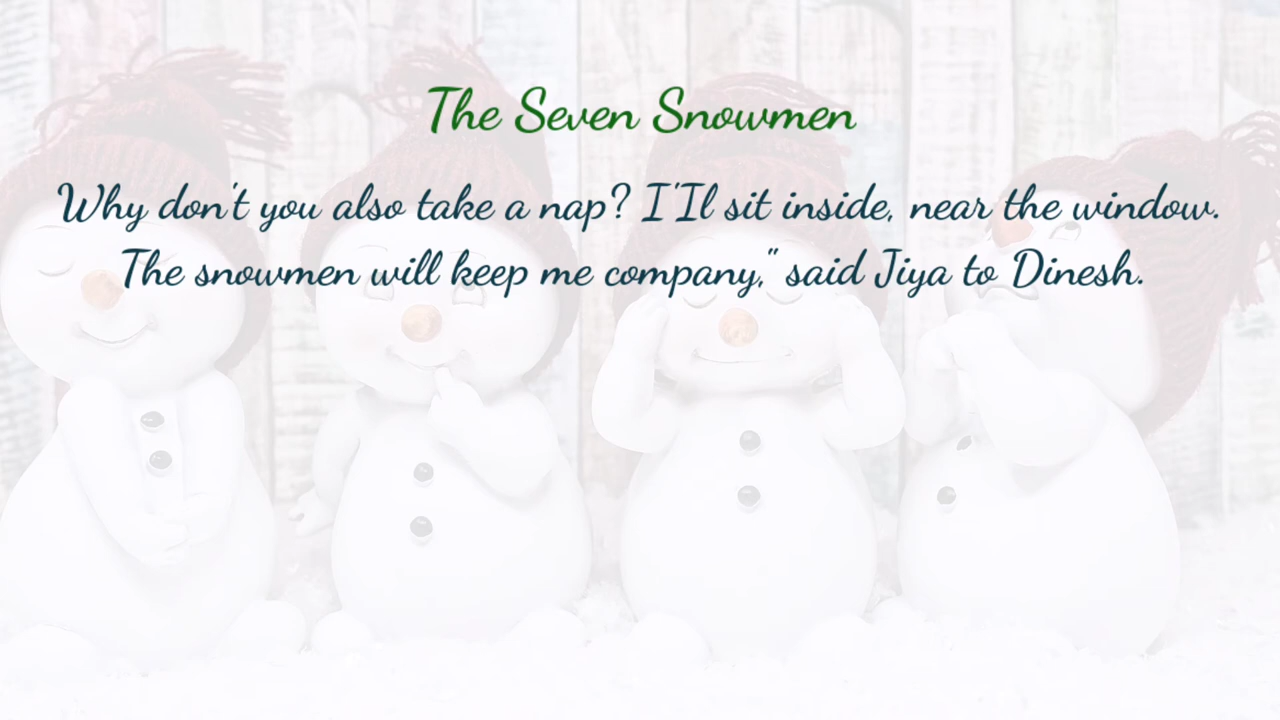 The Seven Snowmen
Why don't you also take a nap? I'Il sit inside, near the window.
The snowmen will keep me company," said Jiya to Dinesh.